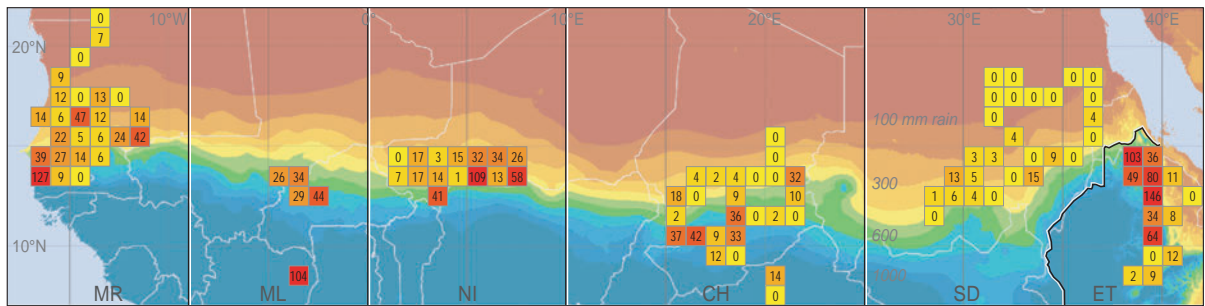 0 10°W 0° 10°E 20°E 30°E 40°E
7
20°N
0
9 0 0 0 0
12 0 13 0 0 0 0 0 0
14 6 47 12 14 100 mm rain 0 4
22 5 6 24 42 0 4 0
39 27 14 6 0 17 3 15 32 34 26 0 3 3 0 9 0 103 36
127 9 0 26 34 7 17 14 1 109 13 58 4 2 4 0 0 32 300 13 5 0 15 49 80 11
29 44 41 18 0 9 10 1 6 4 0 146 0
2 36 0 2 0 0 34 8
10°N 37 42 9 33 600 64
12 0 0 12
104 14 1000 2 9
MR ML NI CH 0 SD ET